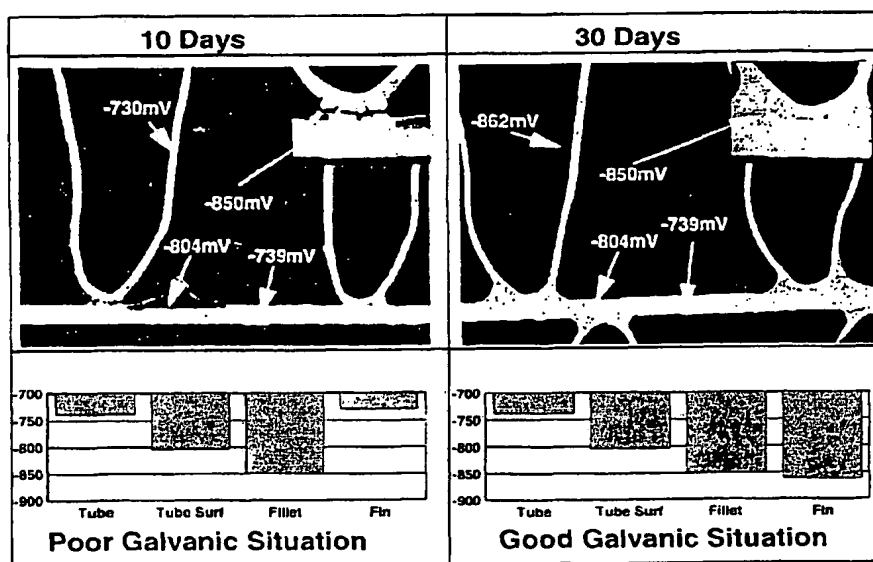 10 Days
30 Days
-730mV
-850mV
-804mV
-739mV
-862mV
-850mV
-804mV
-739mV
-700
-750
-800
-850
-900
Tube
Tube Surf
Fillet
Fin
-700
-750
-800
-850
-900
Tube
Tube Surf
Fillet
Fin
Poor Galvanic Situation
Good Galvanic Situation